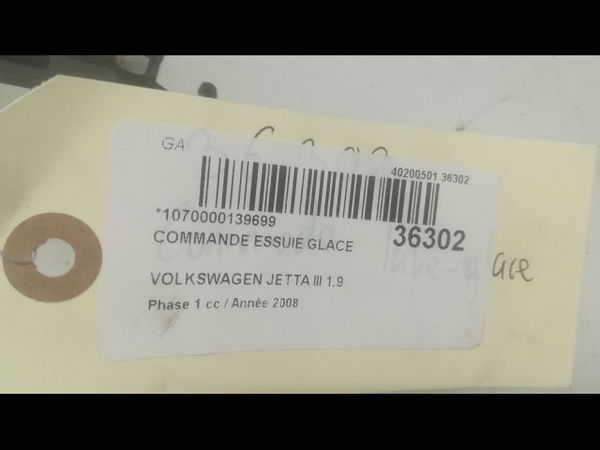 GA
40200501 36302
*1070000139699
36302
COMMANDE ESSUIE GLACE
VOLKSWAGEN JETTA III 1.9
Phase 1 cc / Année 2008